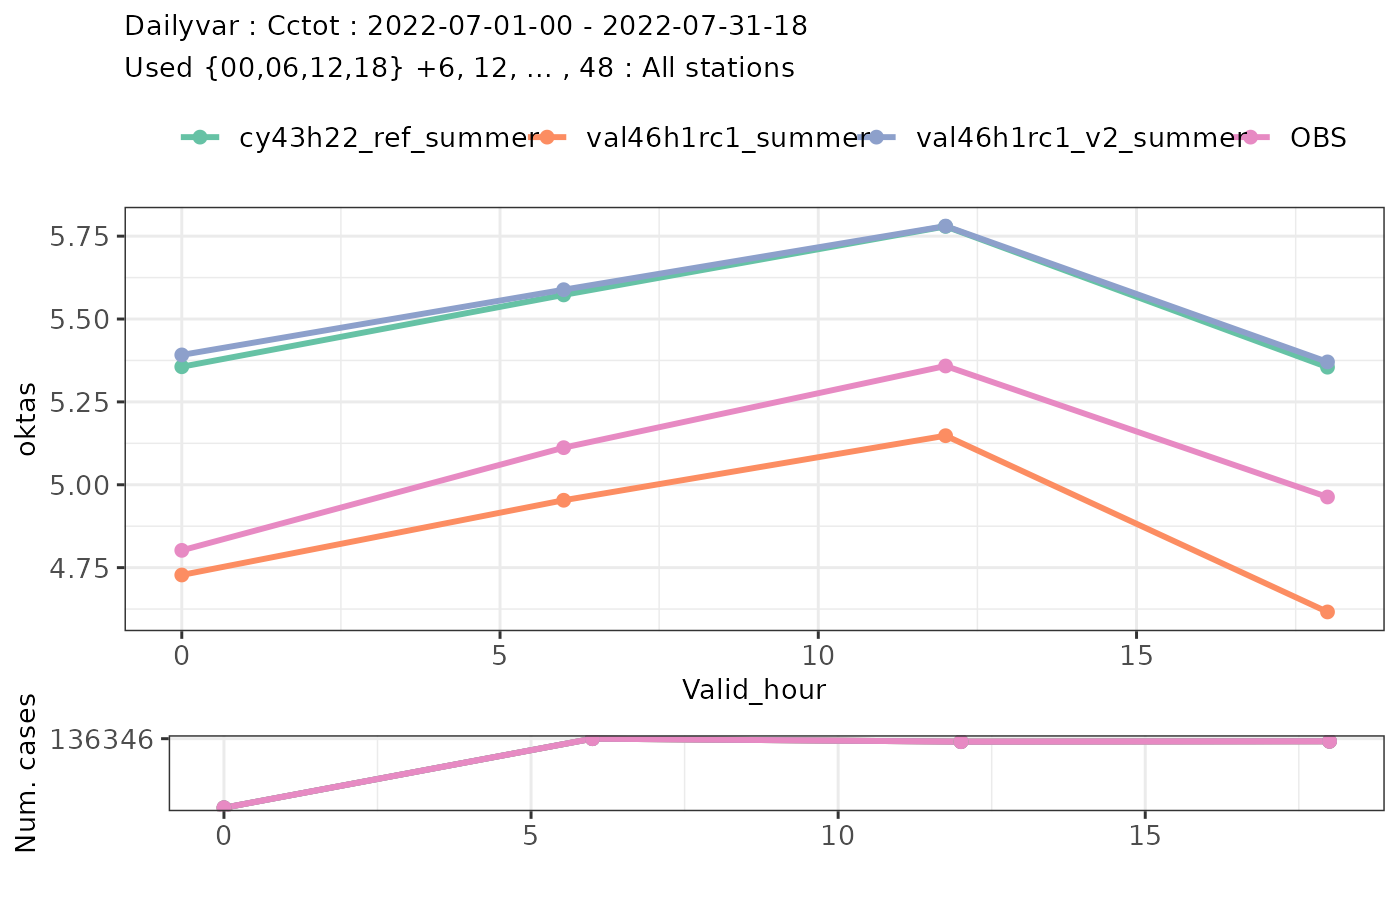 Dailyvar : Cctot : 2022-07-01-00 - 2022-07-31-18
Used {00,06,12,18} +6, 12, ... , 48 : All stations
cy43h22_ref_summer val46h1rc1_summer val46h1rc1_v2_summer OBS
5.75
5.50
5.25
5.00
4.75
oktas
0 5 10 15
Valid_hour
136346
Num. cases
0 5 10 15